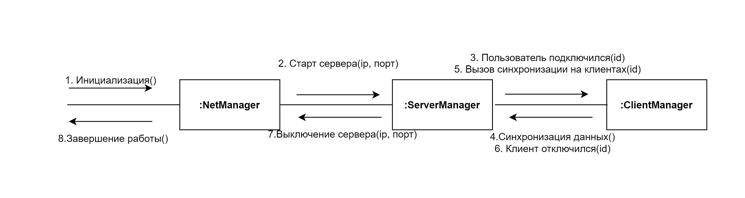 3. Пользователь подключился(id)
2. Старт сервера(ip, порт)
5. Вызов синхронизации на клиентах(id)
1. Инициализация()
:NetManager
:ServerManager
:ClientManager
8.Завершение работы()
7.Выключение сервера(ip, порт)
4.Синхронизация данных()
6. Клиент отключился(id)